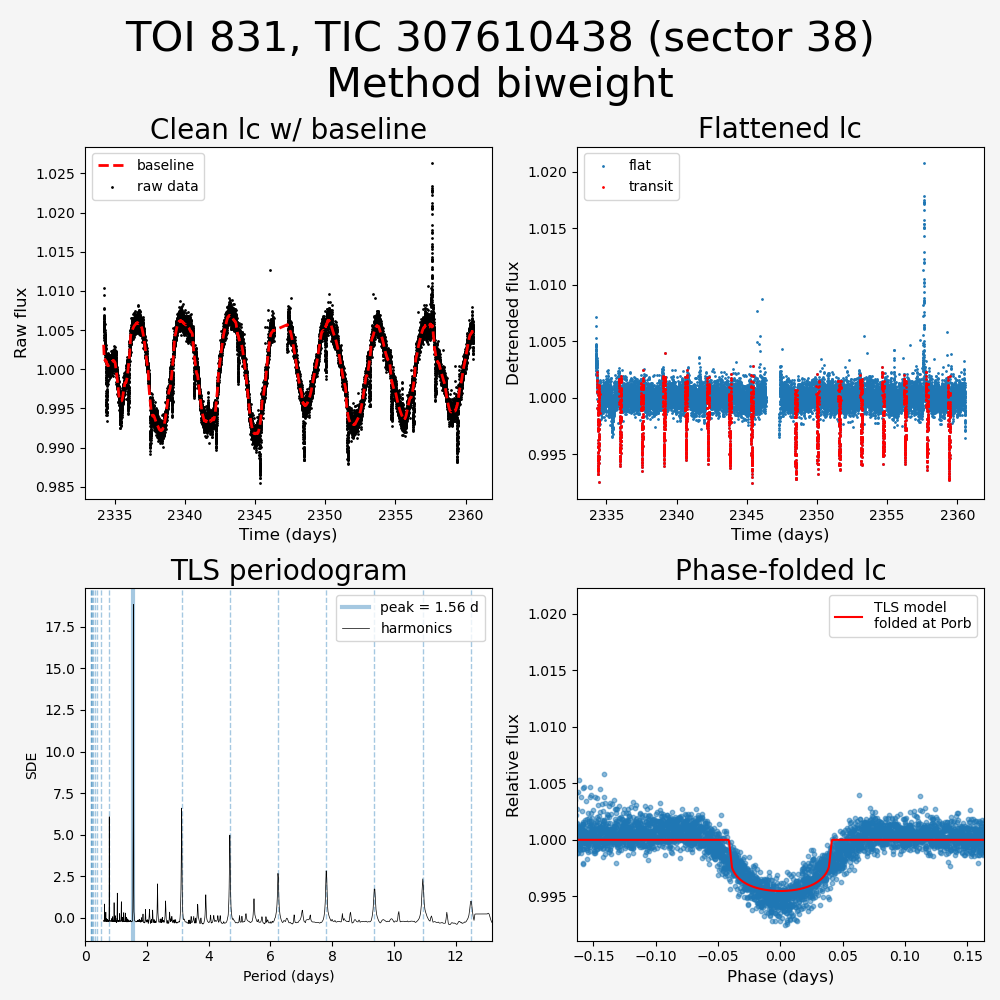 TOI 831, TIC 307610438 (sector 38)
Method biweight
Clean lc w/ baseline
baseline
raw data
1.025
1.020
1.015
1.010
1.005
1.000
0.995
0.990
0.985
Raw flux
2335
2340
2345
2350
2355
2360
Time (days)
Flattened lc
flat
transit
1.020
1.015
1.010
1.005
1.000
0.995
Detrended flux
2335
2340
2345
2350
2355
2360
Time (days)
TLS periodogram
peak = 1.56 d
harmonics
17.5
15.0
12.5
10.0
7.5
5.0
2.5
0.0
SDE
0
2
4
6
8
10
12
Period (days)
Phase-folded lc
TLS model
folded at Porb
1.020
1.015
1.010
1.005
1.000
0.995
Relative flux
−0.15
−0.10
−0.05
0.00
0.05
0.10
0.15
Phase (days)